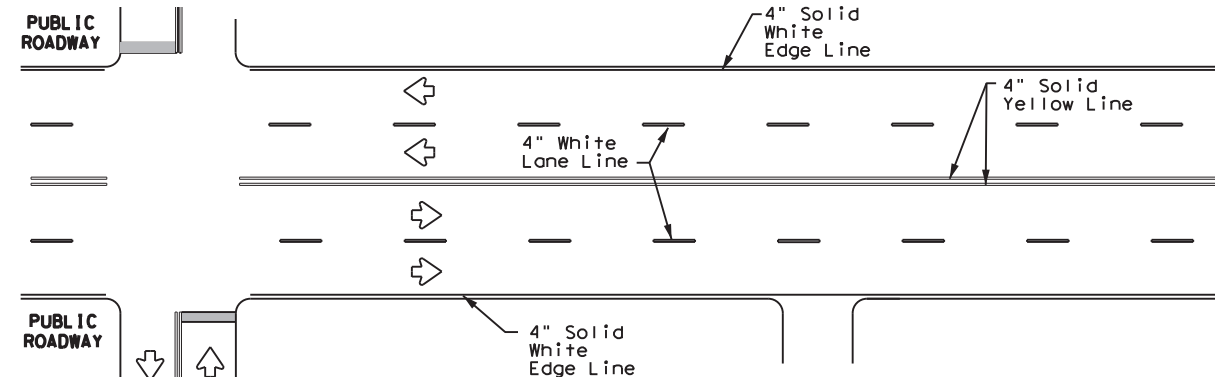 PUBLIC
ROADWAY
4" Solid
White
Edge Line
4" Solid
Yellow Line
4" White
Lane Line
PUBLIC
ROADWAY
4" Solid
White
Edge Line